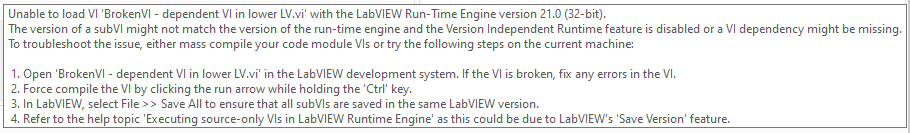 Unable to load VI 'BrokenVI - dependent VI in lower LV.vi' with the LabVIEW Run-Time Engine version 21.0 (32-bit).
The version of a subVI might not match the version of the run-time engine and the Version Independent Runtime feature is disabled or a VI dependency might be missing.
To troubleshoot the issue, either mass compile your code module VIs or try the following steps on the current machine:
1. Open 'BrokenVI - dependent VI in lower LV.vi' in the LabVIEW development system. If the VI is broken, fix any errors in the VI.
2. Force compile the VI by clicking the run arrow while holding the 'Ctrl' key.
3. In LabVIEW, select File >> Save All to ensure that all subVIs are saved in the same LabVIEW version.
4. Refer to the help topic 'Executing source-only VIs in LabVIEW Runtime Engine' as this could be due to LabVIEW's 'Save Version' feature.